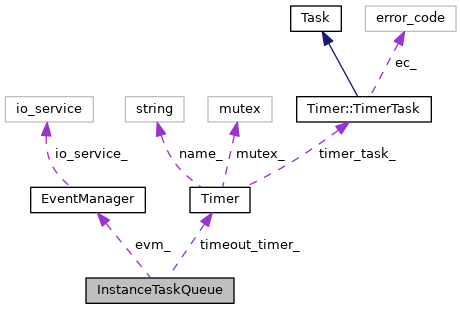 Task
error_code
ec_
io_service
string
mutex
Timer::TimerTask
io_service_
name_
mutex_
timer_task_
EventManager
Timer
evm_
timeout_timer_
InstanceTaskQueue